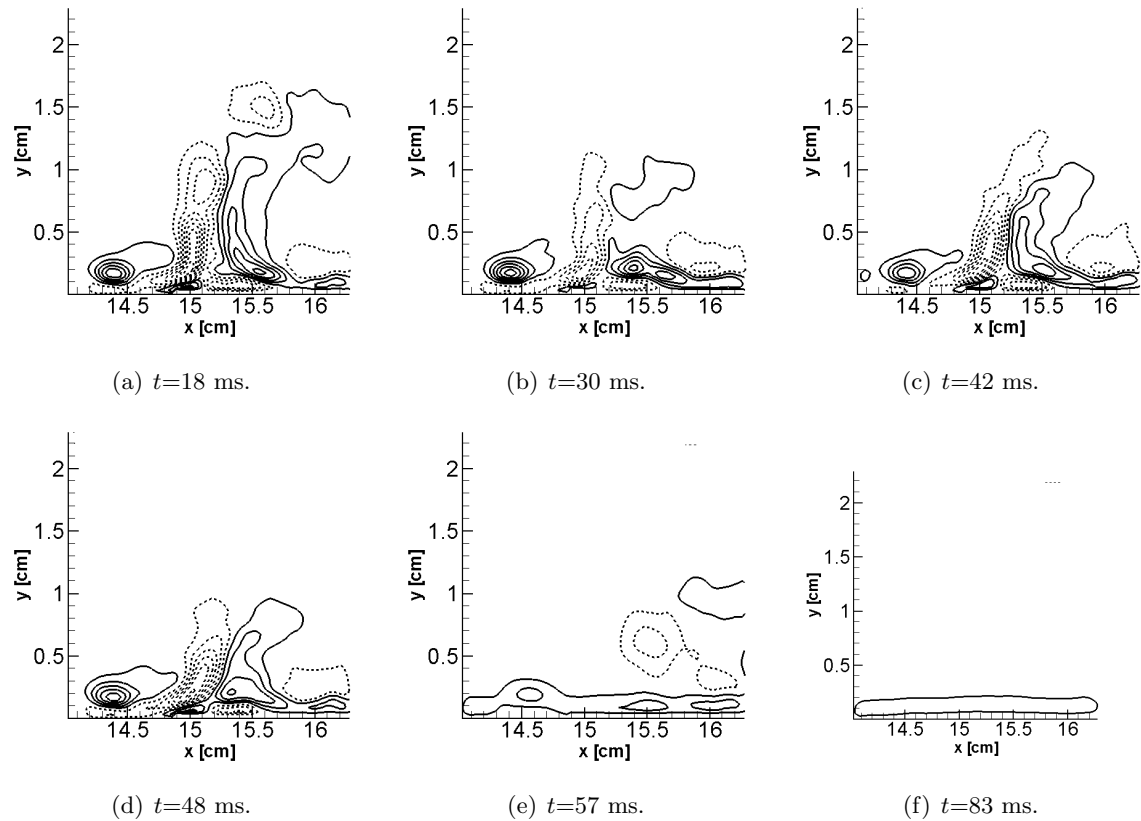 2
2
2
1.5
1.5
1.5
y [cm]
y [cm]
y [cm]
1
1
1
0.5
0.5
0.5
14.5 15 15.5 16
14.5 15 15.5 16
14.5 15 15.5 16
x [cm]
x [cm]
x [cm]
(a) t=18 ms.
(b) t=30 ms.
(c) t=42 ms.
2
2
2
1.5
1.5
1.5
y [cm]
y [cm]
y [cm]
1
1
1
0.5
0.5
0.5
14.5 15 15.5 16
14.5 15 15.5 16
14.5 15 15.5 16
x [cm]
x [cm]
x [cm]
(d) t=48 ms.
(e) t=57 ms.
(f) t=83 ms.